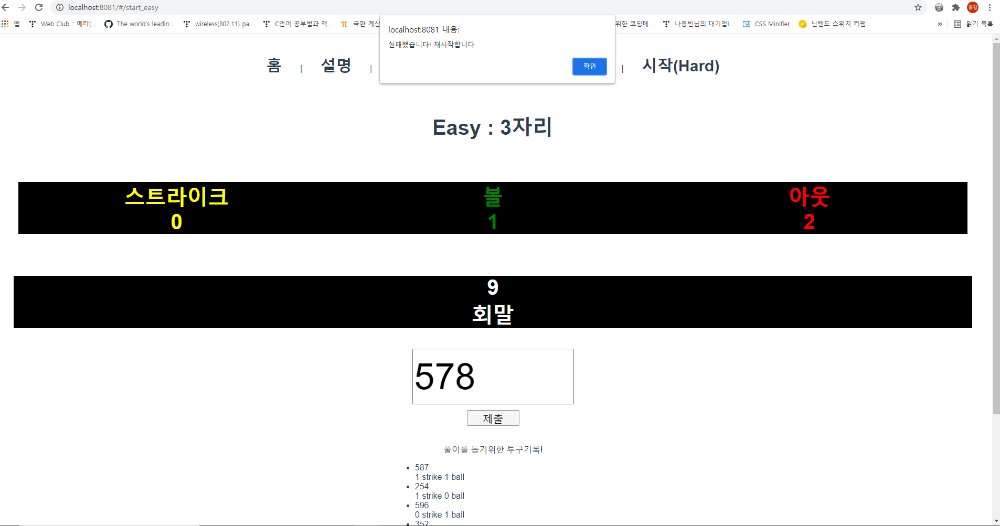 localhost:8081/#/start_easy
홍길
앱
Web Club :: 메타(...
The world's leadin...
wireless(802.11) pa...
C언어 공부법과 책...
극한 계산
위한 코딩테...
나동빈님의 대기업I...
CSS Minifier
닌텐도 스위치 커펌...
»
읽기 목록
localhost:8081 내용:
실패했습니다! 재시작합니다
확인
홈 | 설명 | | 시작(Hard)
Easy : 3자리
스트라이크 볼 아웃
0 1 2
9
회말
578
제출
풀이를 돕기위한 투구기록!
• 587
1 strike 1 ball
• 254
1 strike 0 ball
• 596
0 strike 1 ball
• 352